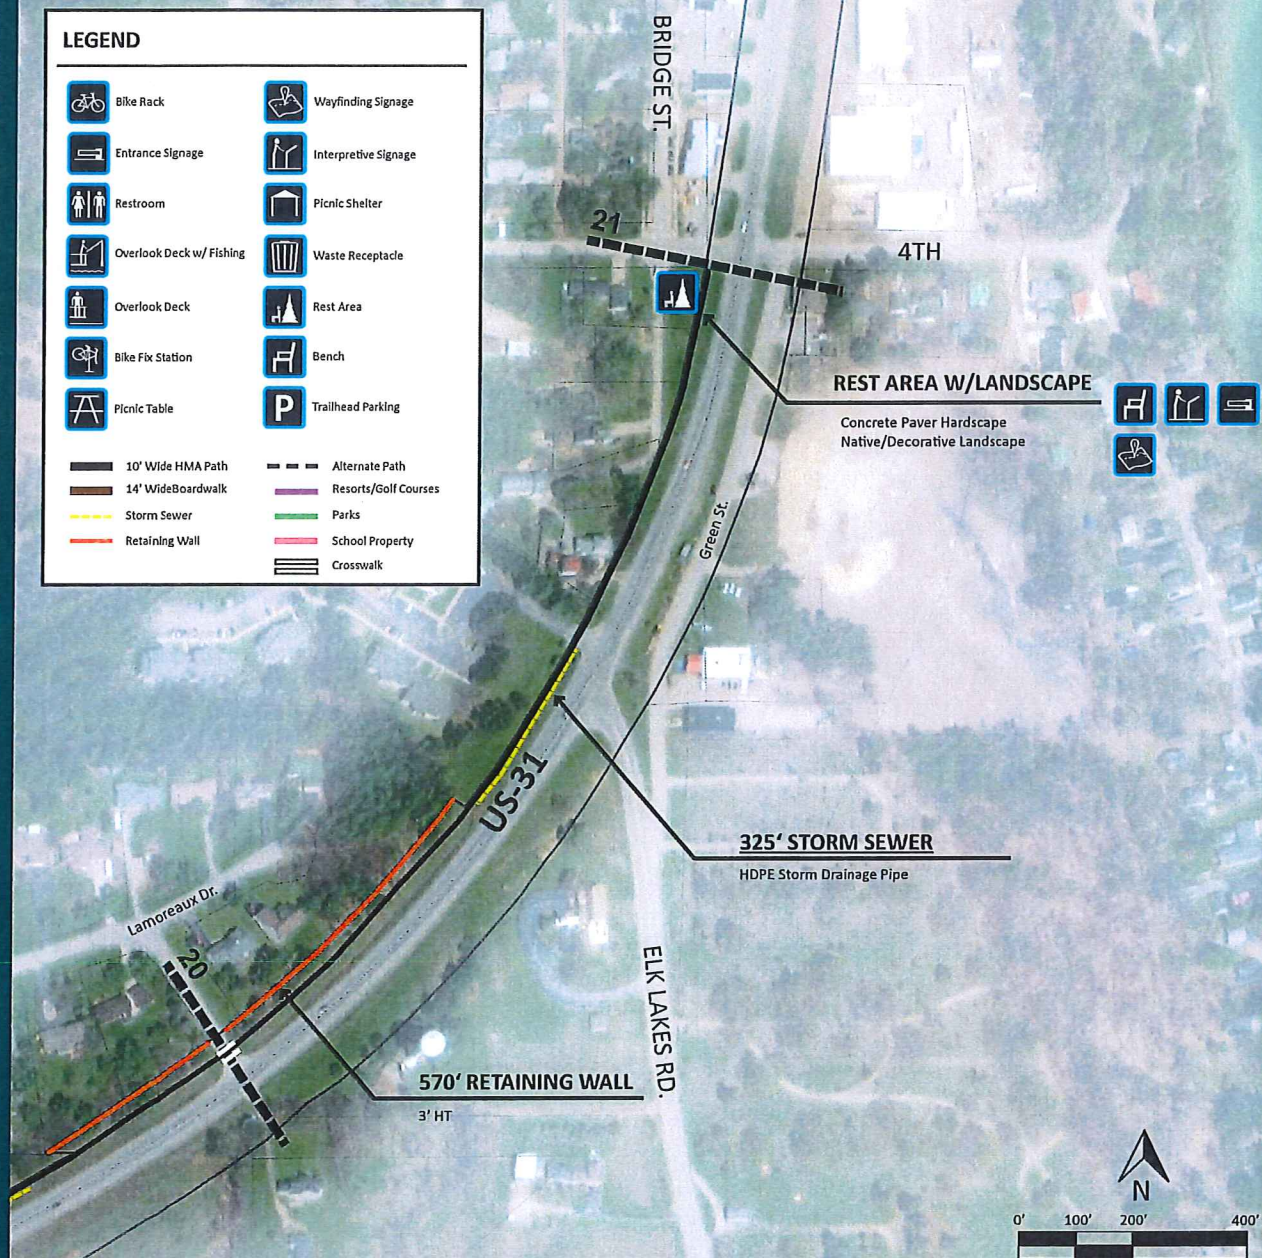 LEGEND
Bike Rack
Entrance Signage
Restroom
Overlook Deck w/ Fishing
Overlook Deck
Bike Fix Station
Picnic Table
Wayfinding Signage
Interpretive Signage
Picnic Shelter
Waste Receptacle
Rest Area
Bench
P Trailhead Parking
10' Wide HMA Path
14' WideBoardwalk
Storm Sewer
Retaining Wall
Alternate Path
Resorts/Golf Courses
Parks
School Property
Crosswalk
BRIDGE ST.
21
4TH
REST AREA W/LANDSCAPE
Concrete Paver Hardscape
Native/Decorative Landscape
Green St.
US-31
325' STORM SEWER
HDPE Storm Drainage Pipe
Lamoreaux Dr.
20
ELK LAKES RD.
570' RETAINING WALL
3' HT
N
0' 100' 200' 400'